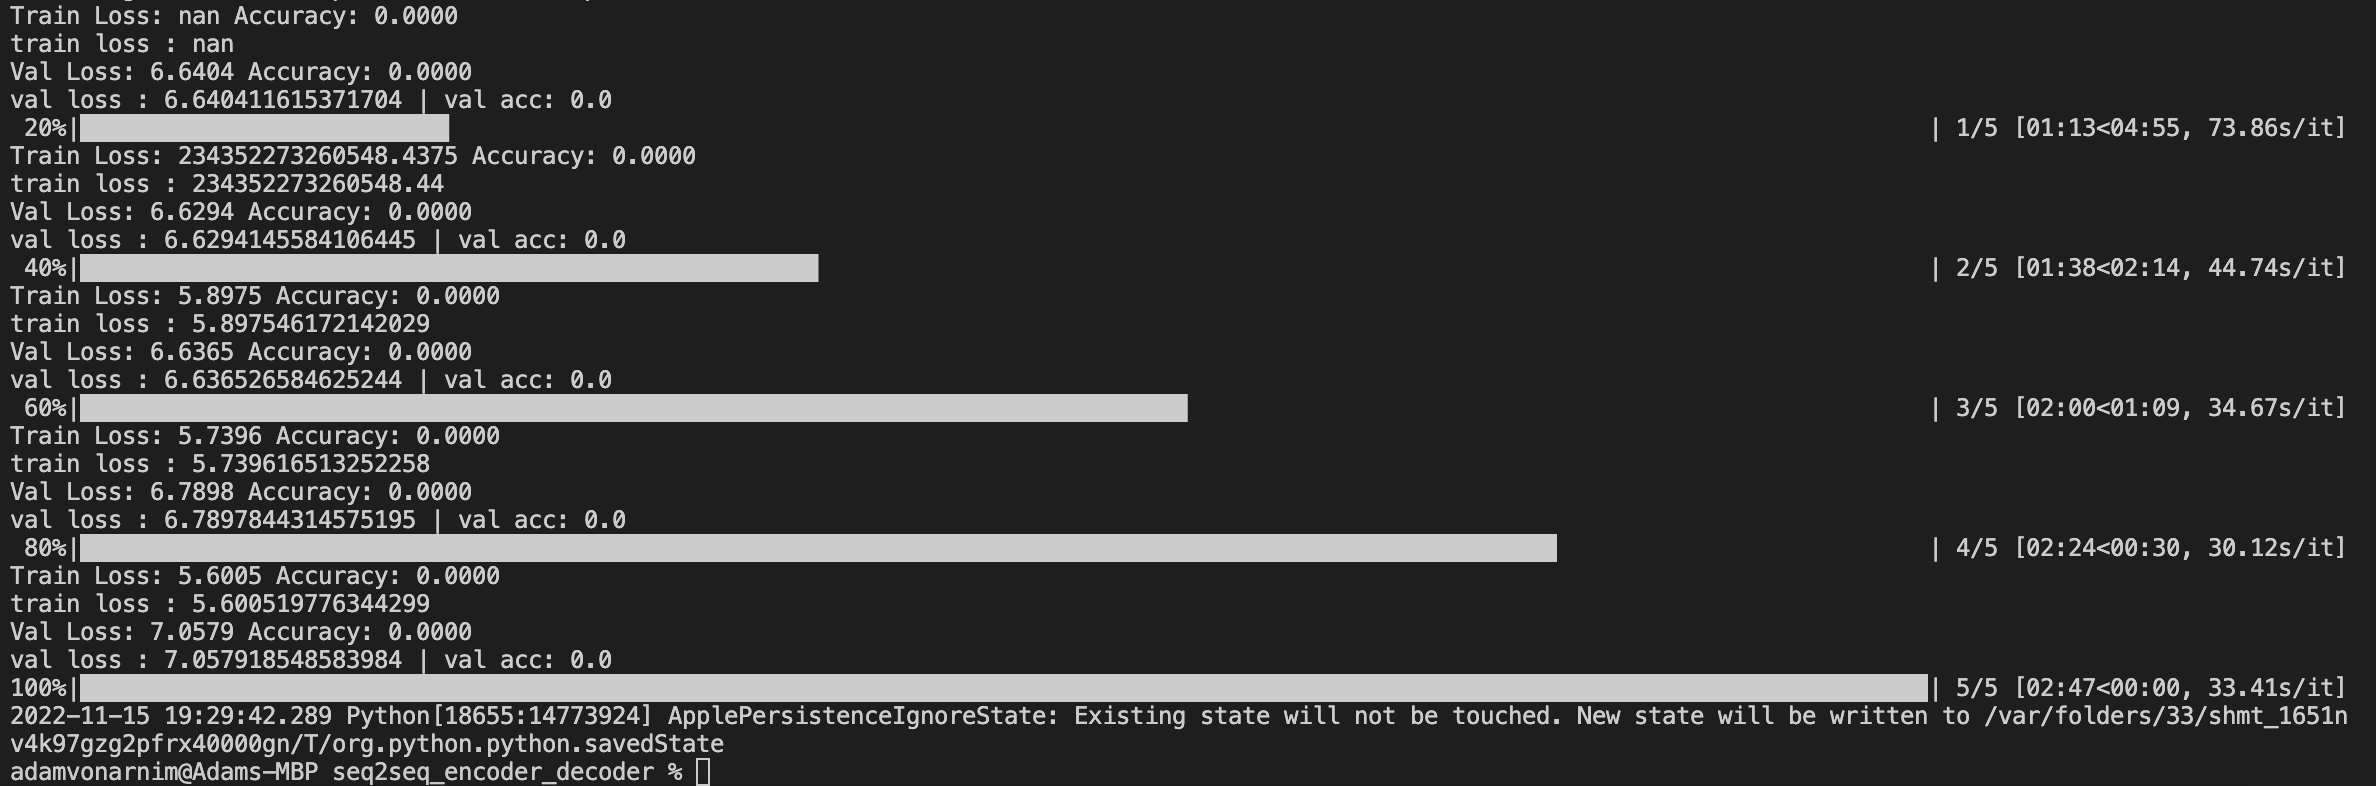 Train Loss: nan Accuracy: 0.0000
train loss : nan
Val Loss: 6.6404 Accuracy: 0.0000
val loss : 6.640411615371704 | val acc: 0.0
20%| | 1/5 [01:13<04:55, 73.86s/it]
Train Loss: 234352273260548.4375 Accuracy: 0.0000
train loss : 234352273260548.44
Val Loss: 6.6294 Accuracy: 0.0000
val loss : 6.6294145584106445 | val acc: 0.0
40%| | 2/5 [01:38<02:14, 44.74s/it]
Train Loss: 5.8975 Accuracy: 0.0000
train loss : 5.897546172142029
Val Loss: 6.6365 Accuracy: 0.0000
val loss : 6.636526584625244 | val acc: 0.0
60%| | 3/5 [02:00<01:09, 34.67s/it]
Train Loss: 5.7396 Accuracy: 0.0000
train loss : 5.739616513252258
Val Loss: 6.7898 Accuracy: 0.0000
val loss : 6.7897844314575195 | val acc: 0.0
80%| | 4/5 [02:24<00:30, 30.12s/it]
Train Loss: 5.6005 Accuracy: 0.0000
train loss : 5.600519776344299
Val Loss: 7.0579 Accuracy: 0.0000
val loss : 7.057918548583984 | val acc: 0.0
100%| | 5/5 [02:47<00:00, 33.41s/it]
2022-11-15 19:29:42.289 Python[18655:14773924] ApplePersistenceIgnoreState: Existing state will not be touched. New state will be written to /var/folders/33/shmt_1651n
v4k97gzg2pfrx40000gn/T/org.python.python.savedState
adamvonarnim@Adams-MBP seq2seq_encoder_decoder %